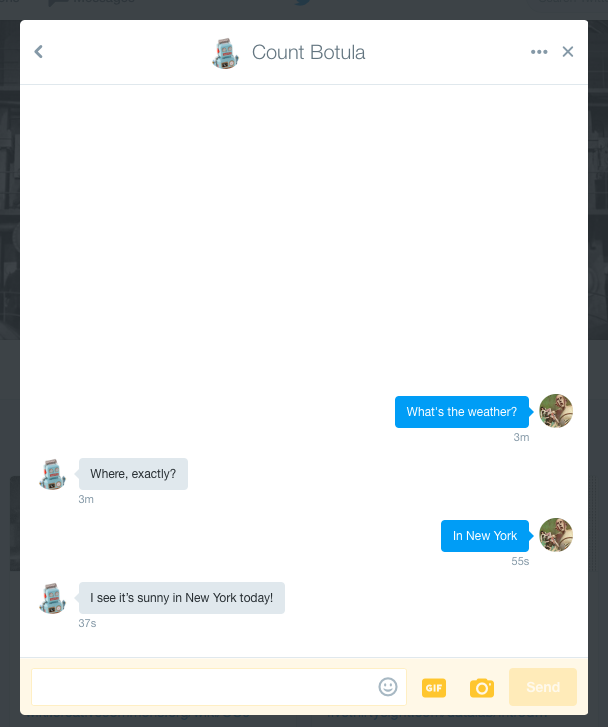 Count Botula
What's the weather?
3m
Where, exactly?
3m
In New York
55s
I see it's sunny in New York today!
37s
GIF
Send